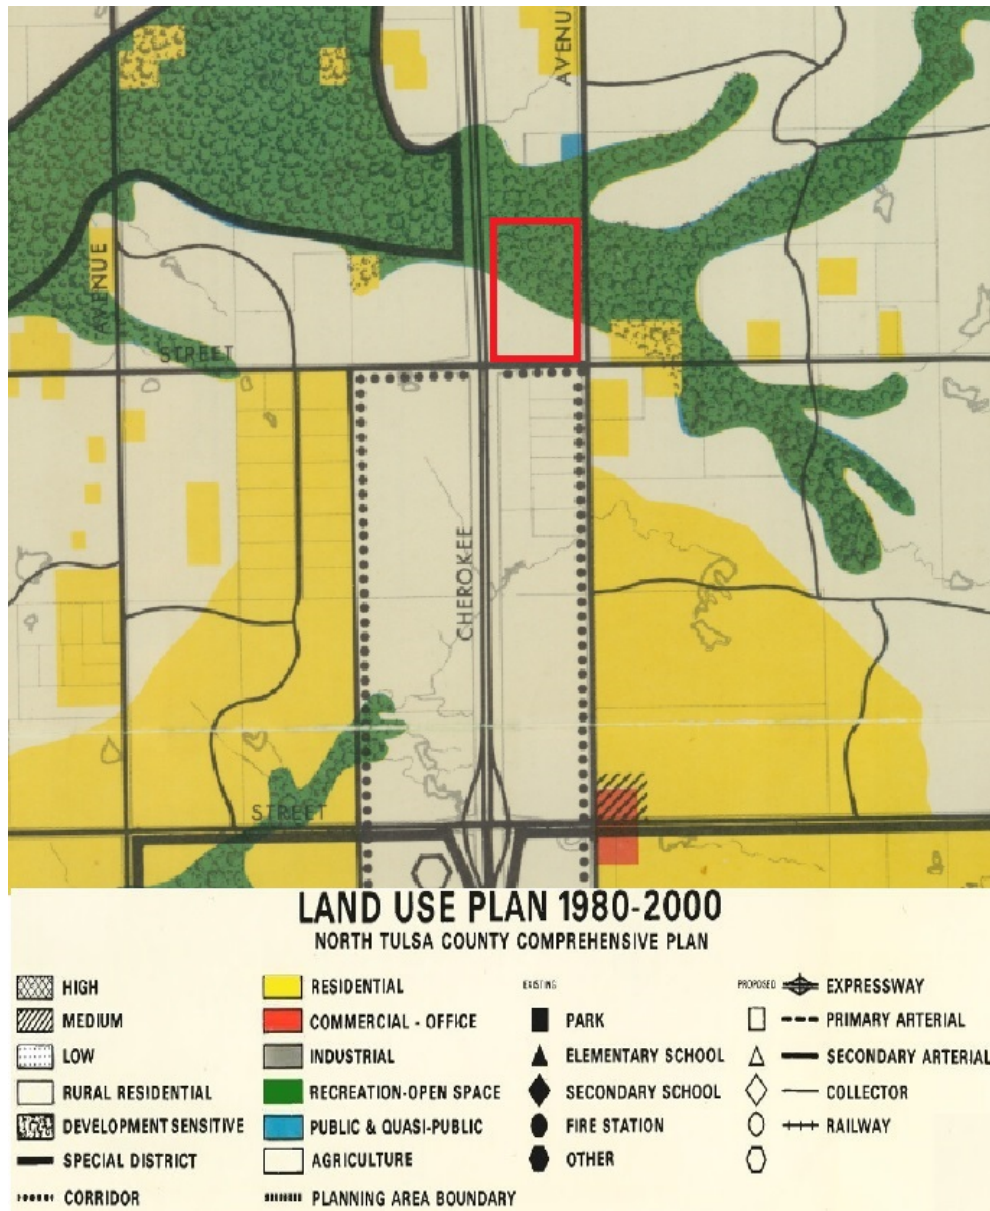 AVENU
AVENUE
STREET
CHEROKEE
STREET
LAND USE PLAN 1980-2000
NORTH TULSA COUNTY COMPREHENSIVE PLAN
HIGH
MEDIUM
LOW
RURAL RESIDENTIAL
DEVELOPMENT SENSITIVE
SPECIAL DISTRICT
CORRIDOR
RESIDENTIAL
COMMERCIAL - OFFICE
INDUSTRIAL
RECREATION-OPEN SPACE
PUBLIC & QUASI-PUBLIC
AGRICULTURE
PLANNING AREA BOUNDARY
EXISTING
PARK
ELEMENTARY SCHOOL
SECONDARY SCHOOL
FIRE STATION
OTHER
PROPOSED
EXPRESSWAY
PRIMARY ARTERIAL
SECONDARY ARTERIAL
COLLECTOR
RAILWAY